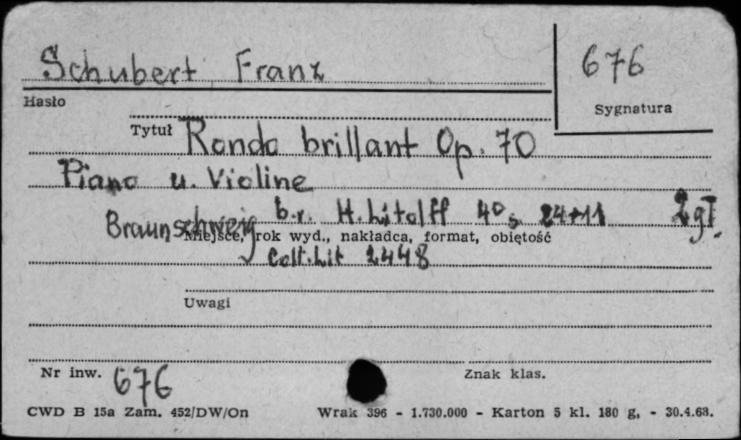 Schubert Franz
676
Hasło
Sygnatura
Tytuł Rondo brillant Op. 70
Piano u. Violine
Braunschweig b.r. H. Litolff 4° s. 24+11 2 gł.
Miejsce, rok wyd., nakładca, format, objętość
Coll. Lit 2448
Uwagi
Nr inw. 676
Znak klas.
CWD B 15a Zam. 452/DW/On Wrak 396 - 1.730.000 - Karton 5 kl. 180 g, - 30.4.68.